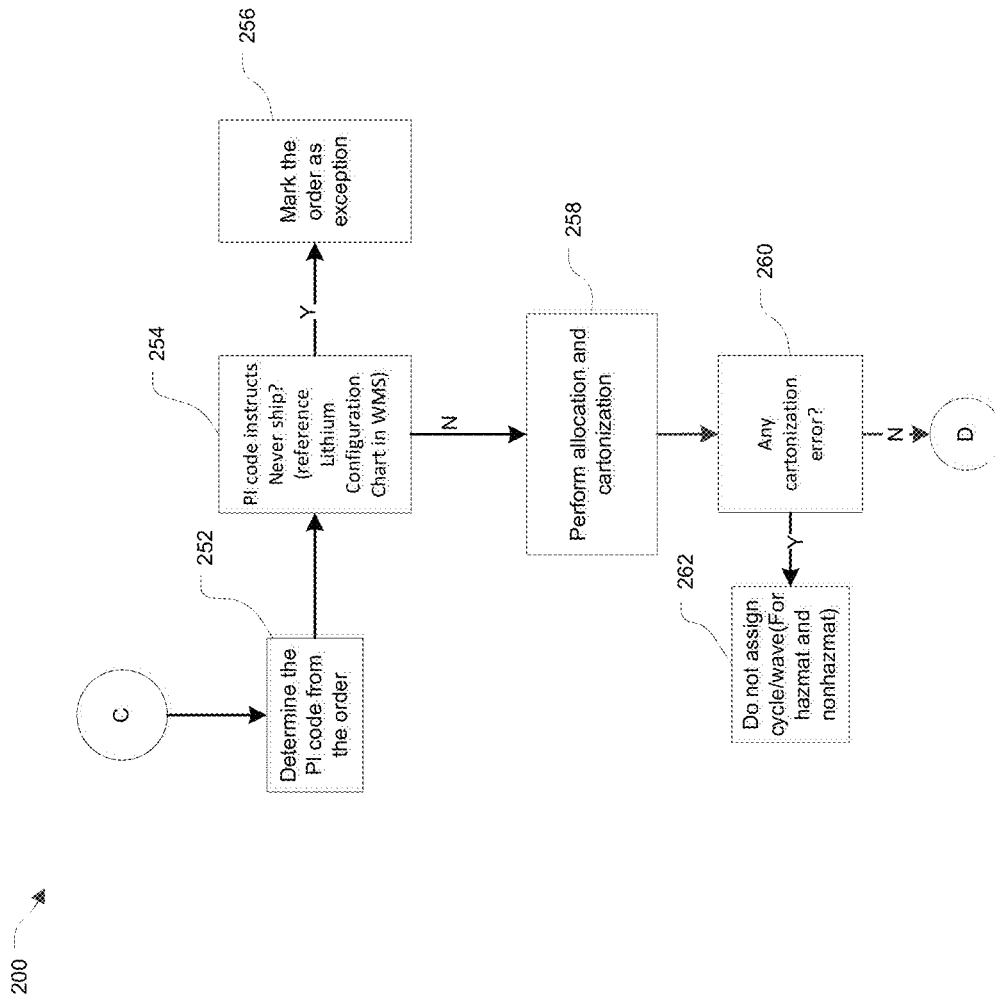 200
C
252
Determine the
PI code from
the order
254
PI code instructs
Never ship?
(reference
Lithium
Configuration
Chart in WMS)
Y
256
Mark the
order as
exception
N
258
Perform allocation and
cartonization
260
Any
cartonization
error?
Y
262
Do not assign
cycle/wave(For
hazmat and
nonhazmat)
N
D